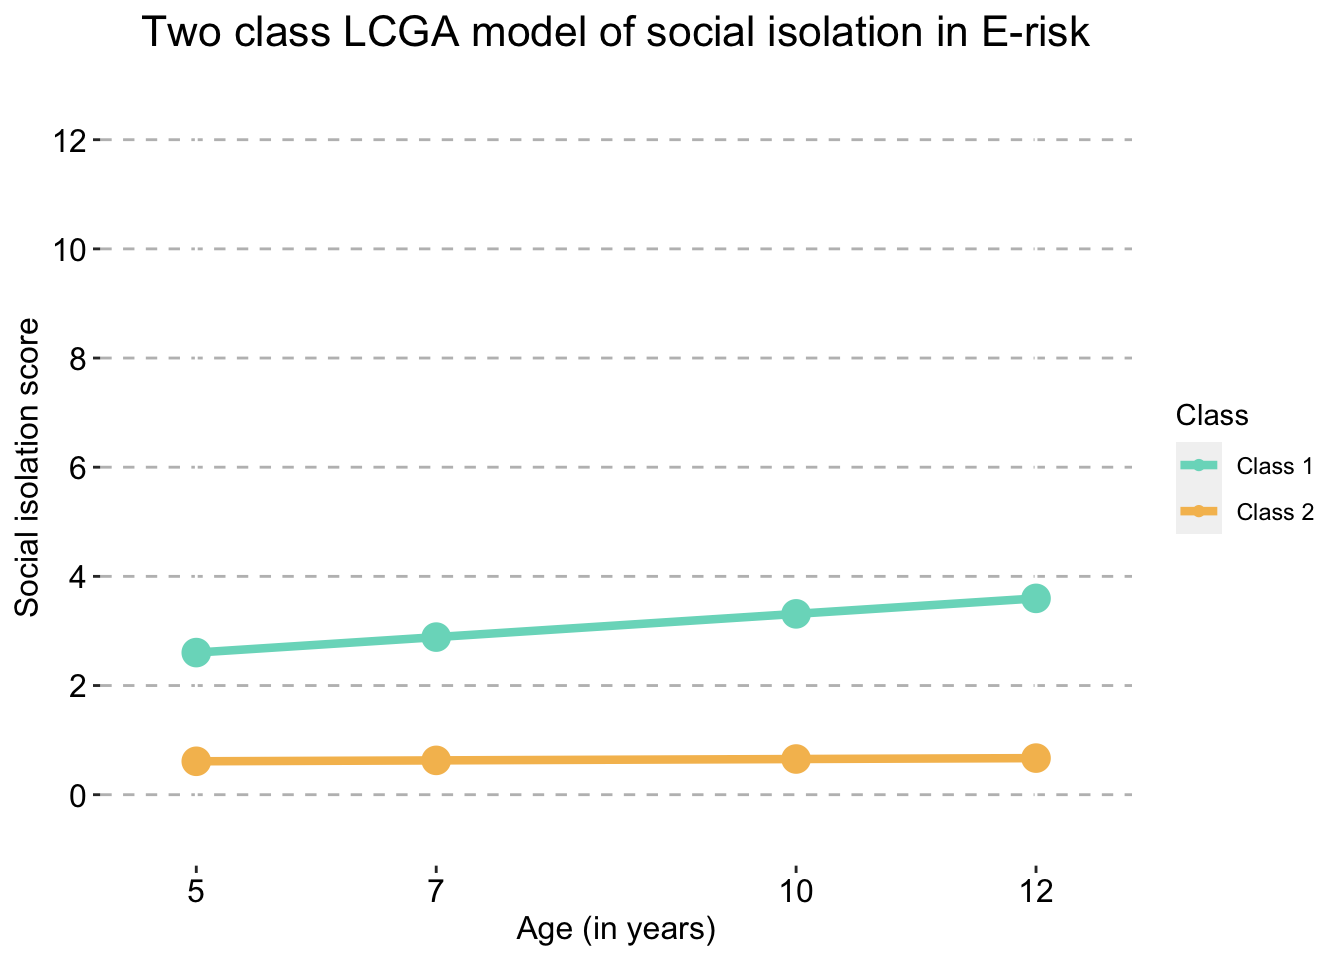 Two class LCGA model of social isolation in E-risk
12
10
8
6
4
2
0
Social isolation score
5 7 10 12
Age (in years)
Class
Class 1
Class 2